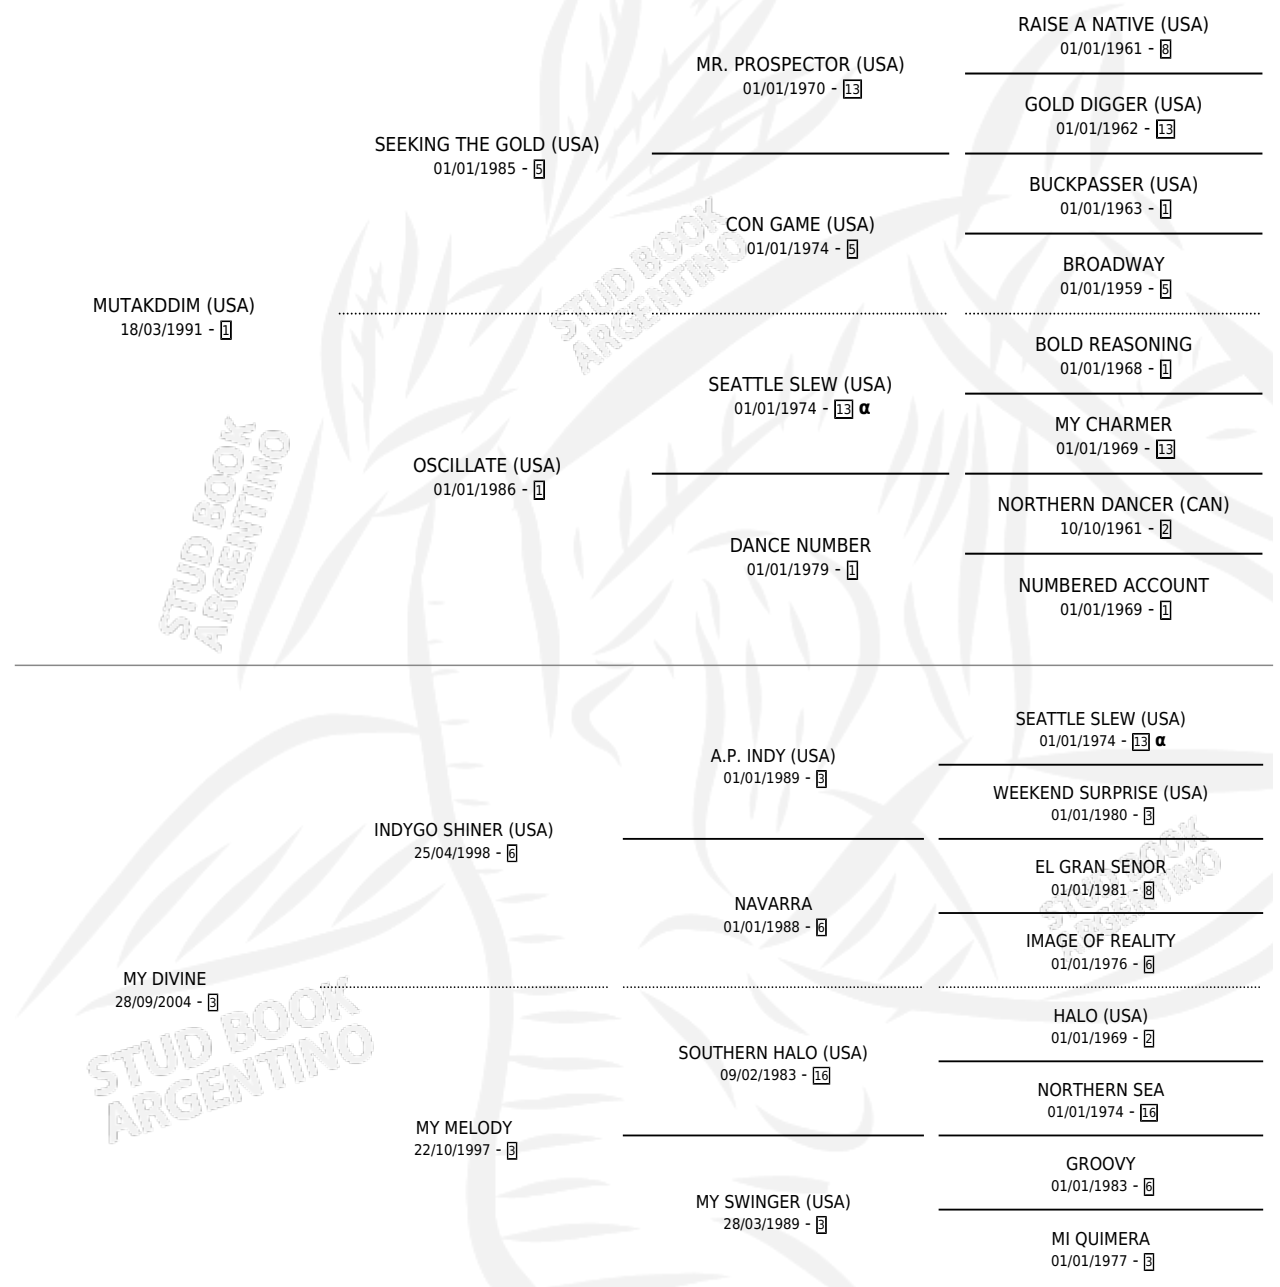 RAISE A NATIVE (USA)
01/01/1961 - 8
MR. PROSPECTOR (USA)
01/01/1970 - 13
GOLD DIGGER (USA)
01/01/1962 - 13
SEEKING THE GOLD (USA)
01/01/1985 - 5
BUCKPASSER (USA)
01/01/1963 - 1
CON GAME (USA)
01/01/1974 - 5
BROADWAY
01/01/1959 - 5
MUTAKDDIM (USA)
18/03/1991 - 1
BOLD REASONING
01/01/1968 - 1
SEATTLE SLEW (USA)
01/01/1974 - 13 α
MY CHARMER
01/01/1969 - 13
OSCILLATE (USA)
01/01/1986 - 1
NORTHERN DANCER (CAN)
10/10/1961 - 2
DANCE NUMBER
01/01/1979 - 1
NUMBERED ACCOUNT
01/01/1969 - 1
SEATTLE SLEW (USA)
01/01/1974 - 13 α
A.P. INDY (USA)
01/01/1989 - 3
WEEKEND SURPRISE (USA)
01/01/1980 - 3
INDYGO SHINER (USA)
25/04/1998 - 6
EL GRAN SENOR
01/01/1981 - 8
NAVARRA
01/01/1988 - 6
IMAGE OF REALITY
01/01/1976 - 6
MY DIVINE
28/09/2004 - 3
HALO (USA)
01/01/1969 - 2
SOUTHERN HALO (USA)
09/02/1983 - 16
NORTHERN SEA
01/01/1974 - 16
MY MELODY
22/10/1997 - 3
GROOVY
01/01/1983 - 6
MY SWINGER (USA)
28/03/1989 - 3
MI QUIMERA
01/01/1977 - 3
STUD BOOK
ARGENTINO
STUD BOOK
ARGENTINO
STUD BOOK
ARGENTINO
STUD BOOK
ARGENTINO